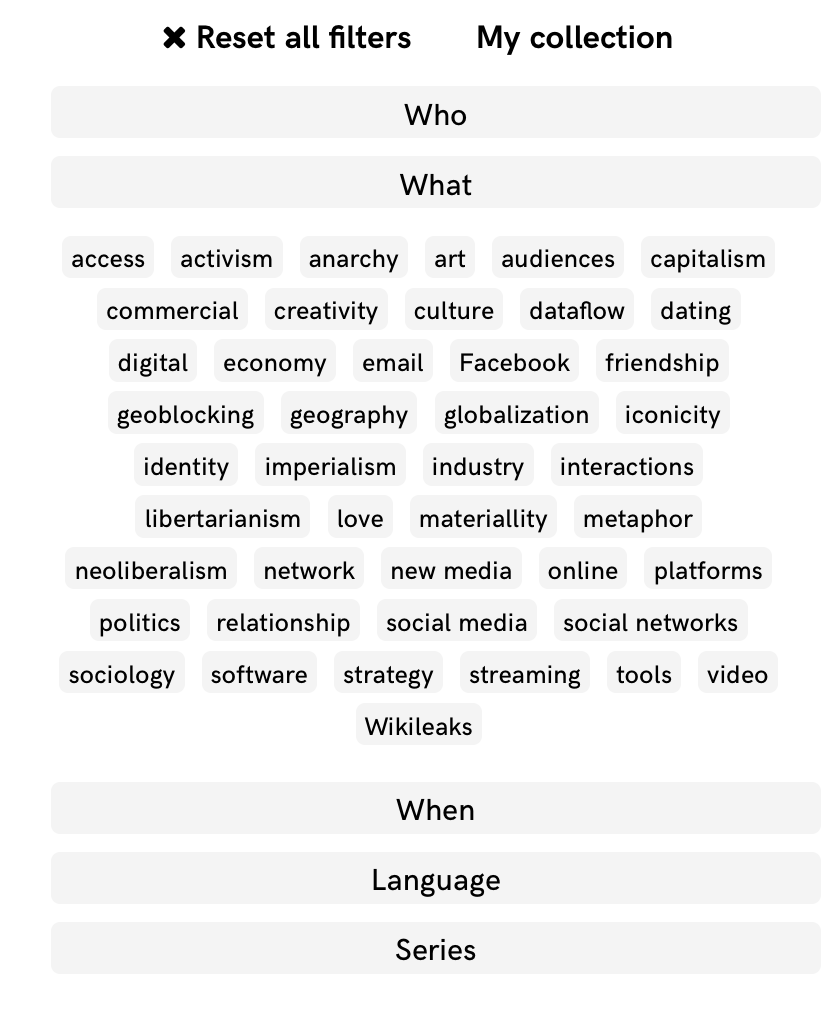 ✖ Reset all filters My collection
Who
What
access activism anarchy art audiences capitalism
commercial creativity culture dataflow dating
digital economy email Facebook friendship
geoblocking geography globalization iconicity
identity imperialism industry interactions
libertarianism love materiallity metaphor
neoliberalism network new media online platforms
politics relationship social media social networks
sociology software strategy streaming tools video
Wikileaks
When
Language
Series